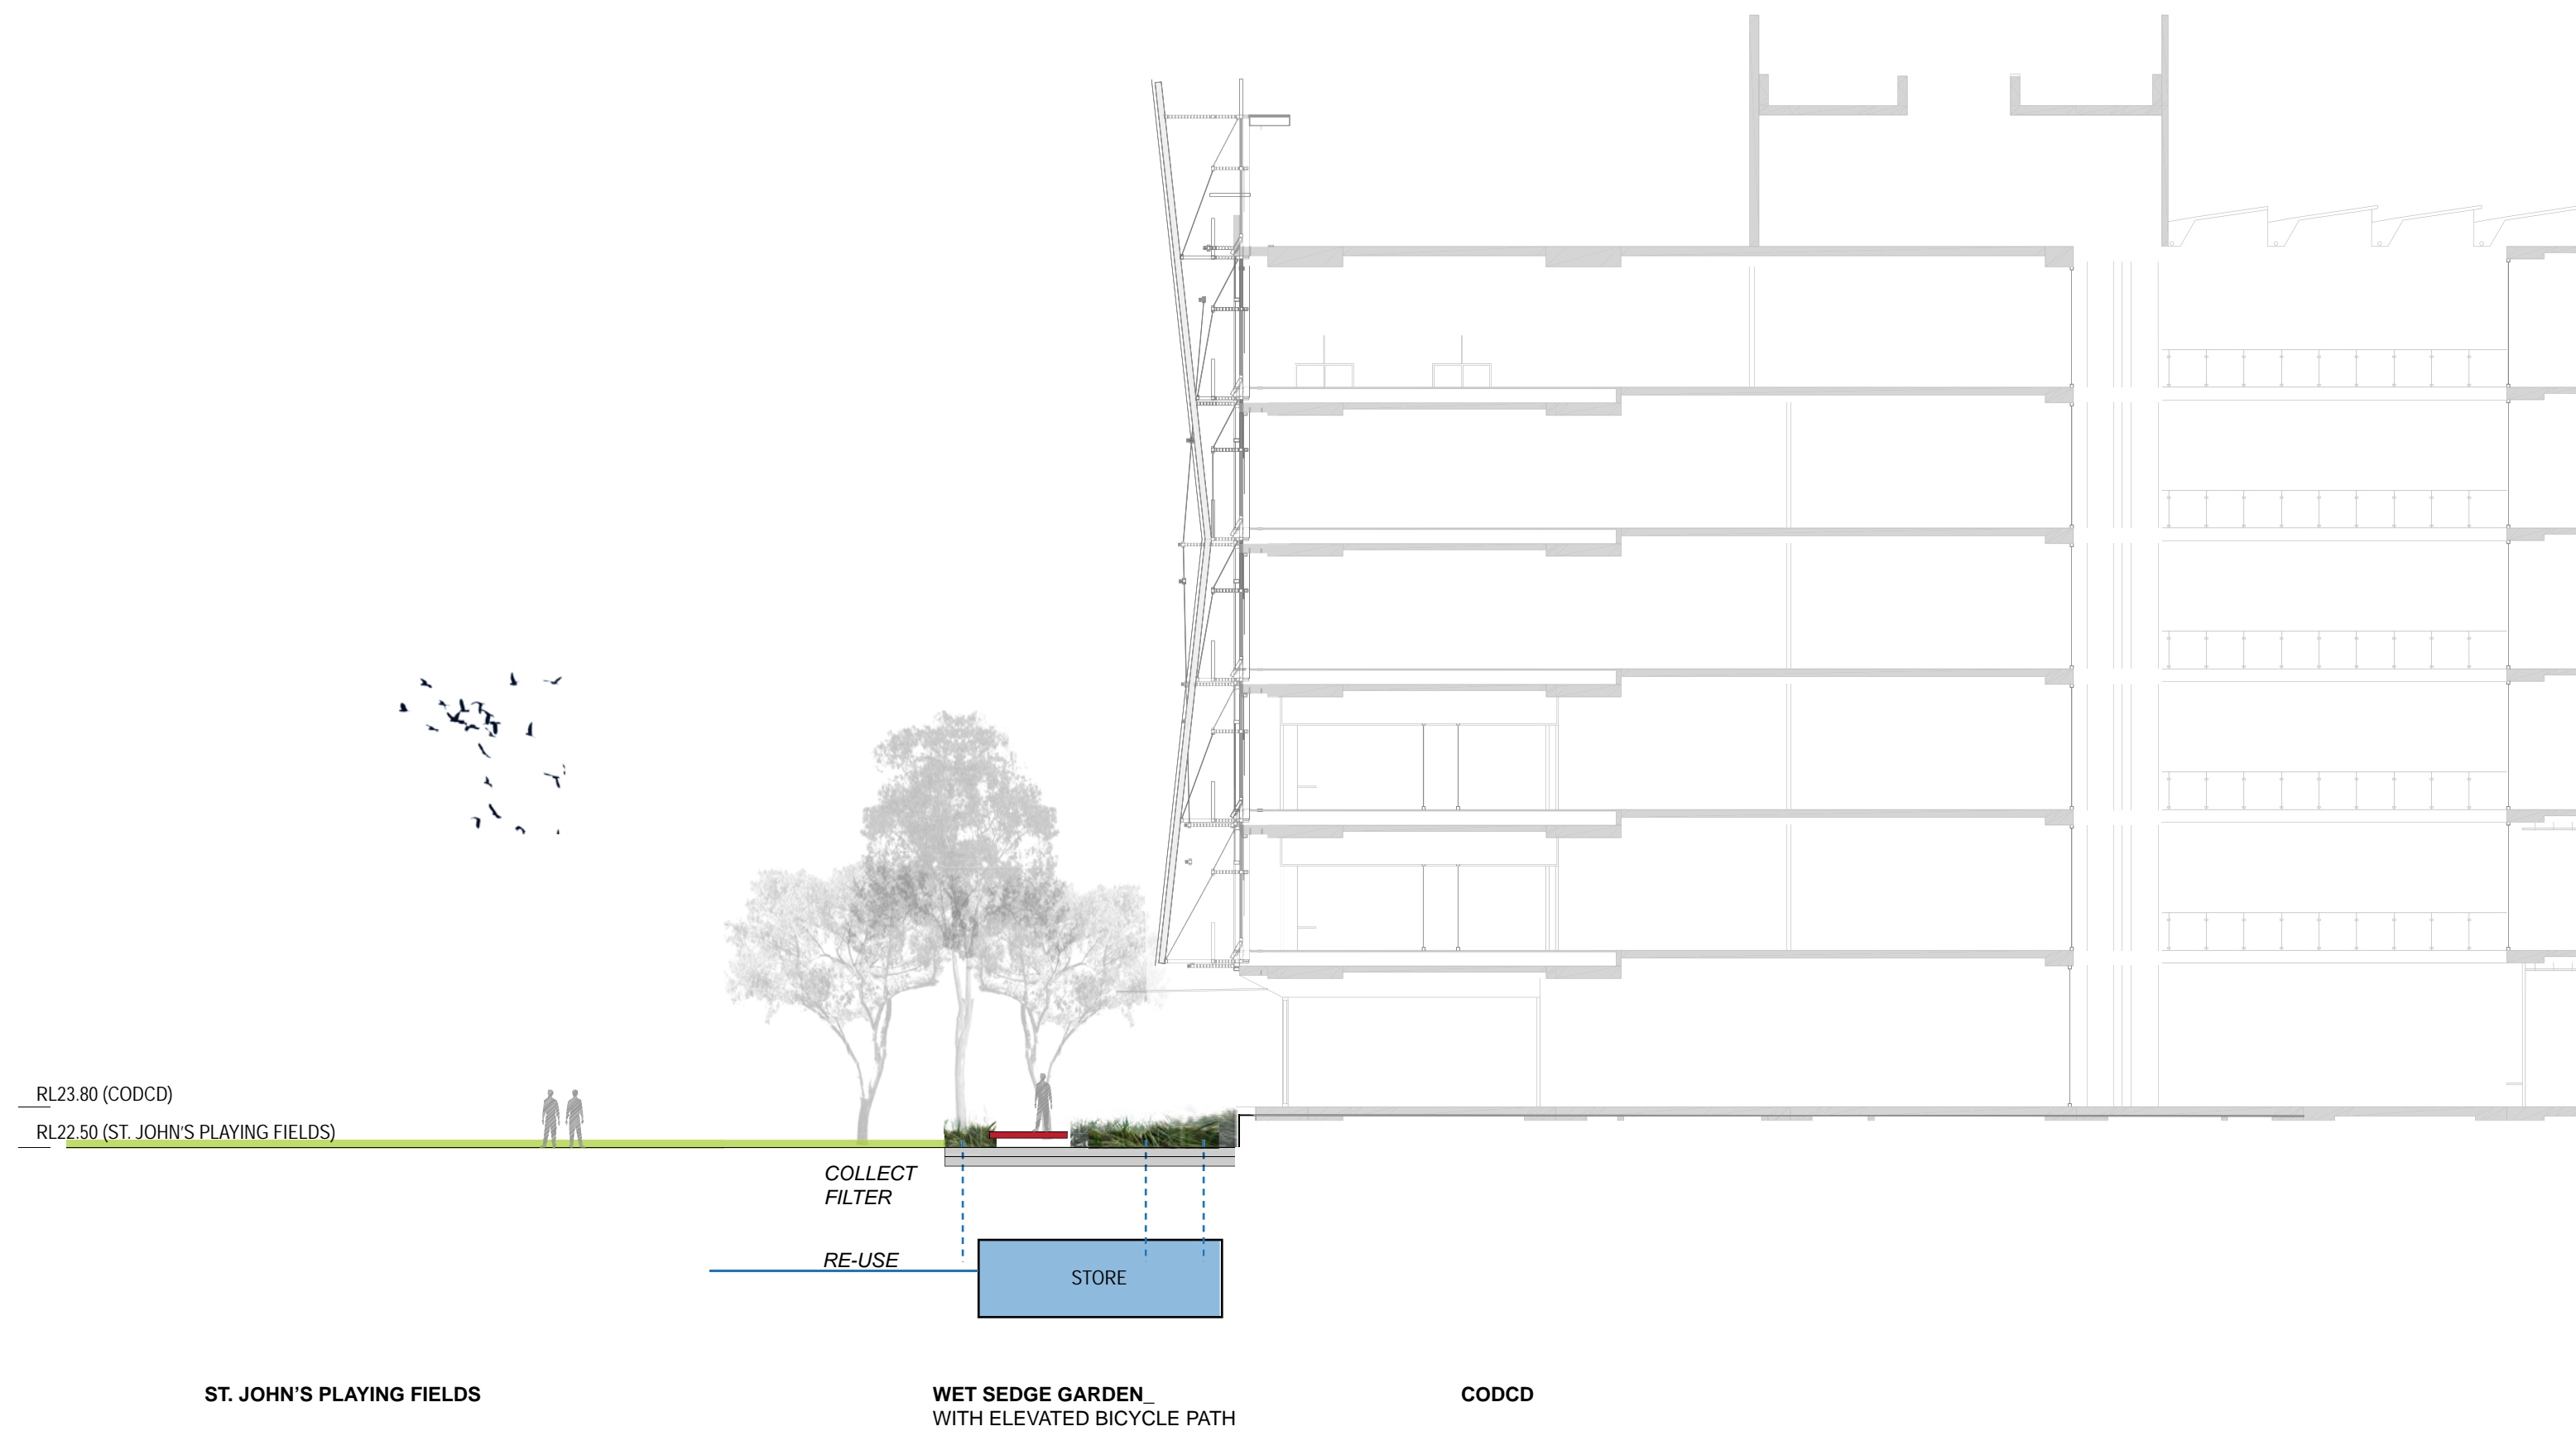 RL23.80 (CODCD)
RL22.50 (ST. JOHN'S PLAYING FIELDS)
COLLECT
FILTER
RE-USE
STORE
ST. JOHN’S PLAYING FIELDS
WET SEDGE GARDEN_
WITH ELEVATED BICYCLE PATH
CODCD